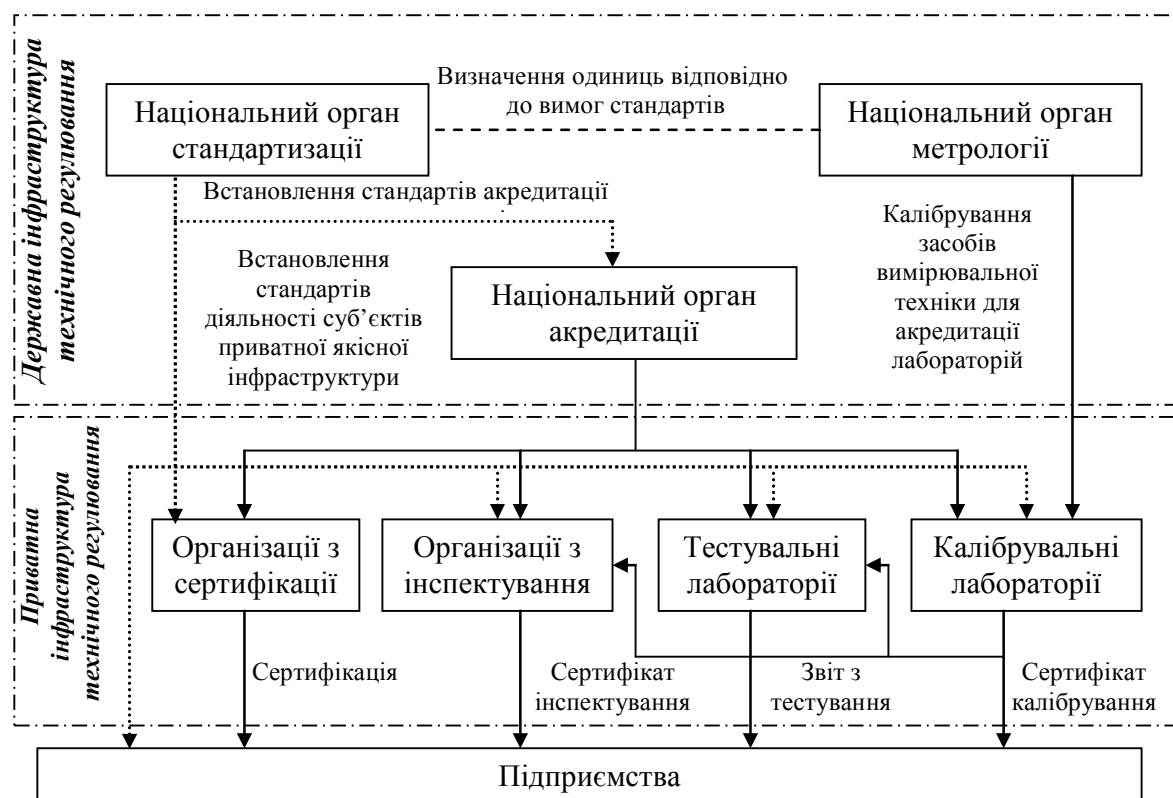 Державна інфраструктура
технічного регулювання
Національний орган
стандартизації
Визначення одиниць відповідно
до вимог стандартів
Національний орган
метрології
Встановлення стандартів акредитації
Встановлення
стандартів
діяльності суб’єктів
приватної якісної
інфраструктури
Національний орган
акредитації
Калібрування
засобів
вимірювальної
техніки для
акредитації
лабораторій
Приватна
інфраструктура
технічного регулювання
Організації з
сертифікації
Організації з
інспектування
Тестувальні
лабораторії
Калібрувальні
лабораторії
Сертифікація
Сертифікат
інспектування
Звіт з
тестування
Сертифікат
калібрування
Підприємства